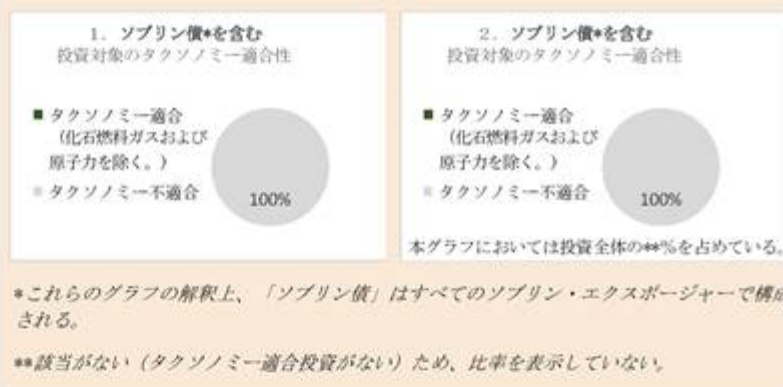 1. ソブリン債*を含む
投資対象のタクソノミー適合性
■ タクソノミー適合
（化石燃料ガスおよび
原子力を除く。）
■ タクソノミー不適合
100%
2. ソブリン債*を含む
投資対象のタクソノミー適合性
■ タクソノミー適合
（化石燃料ガスおよび
原子力を除く。）
■ タクソノミー不適合
100%
本グラフにおいては投資全体の**%を占めている。
*これらのグラフの解釈上、「ソブリン債」はすべてのソブリン・エクスポージャーで構成
される。
**該当がない（タクソノミー適合投資がない）ため、比率を表示していない。